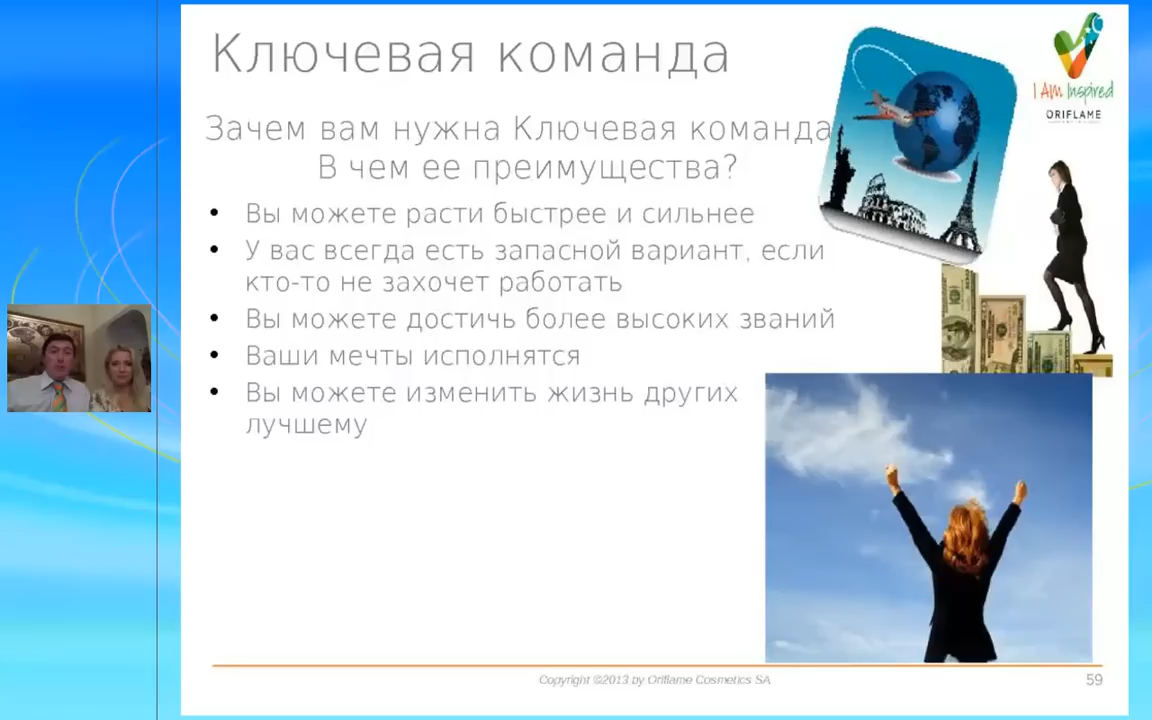 Ключевая команда
I AM Inspired
ORIFLAME
Зачем вам нужна Ключевая команда
В чем ее преимущества?
• Вы можете расти быстрее и сильнее
• У вас всегда есть запасной вариант, если
кто-то не захочет работать
• Вы можете достичь более высоких званий
• Ваши мечты исполнятся
• Вы можете изменить жизнь других
лучшему
Copyright ©2013 by Oriflame Cosmetics SA
59